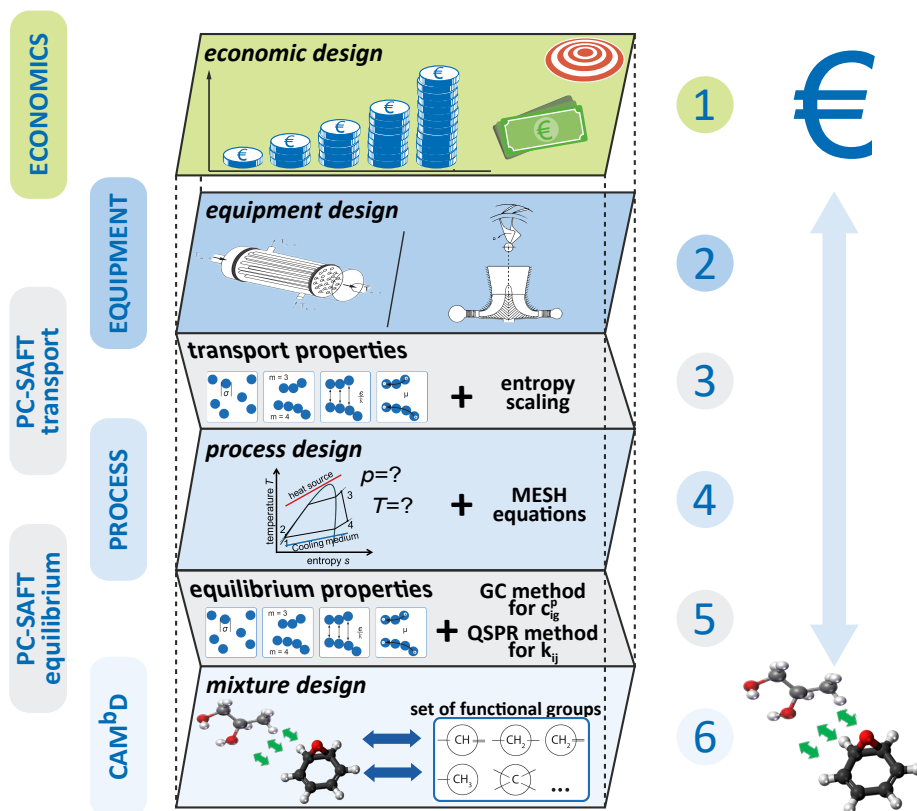 ECONOMICS
economic design
€
€
€
€
€
€
1
€
EQUIPMENT
equipment design
2
PC-SAFT
transport
transport properties
σ
m = 3
m = 4
μ
+
entropy
scaling
3
PROCESS
process design
temperature T
heat source
Cooling medium
1
2
3
4
entropy s
p=?
T=?
+
MESH
equations
4
PC-SAFT
equilibrium
equilibrium properties
σ
m = 3
m = 4
μ
+
GC method
for c^p_ig
QSPR method
for k_ij
5
CAM^bD
mixture design
set of functional groups
CH
CH₂
CH₂
CH₃
C
...
6